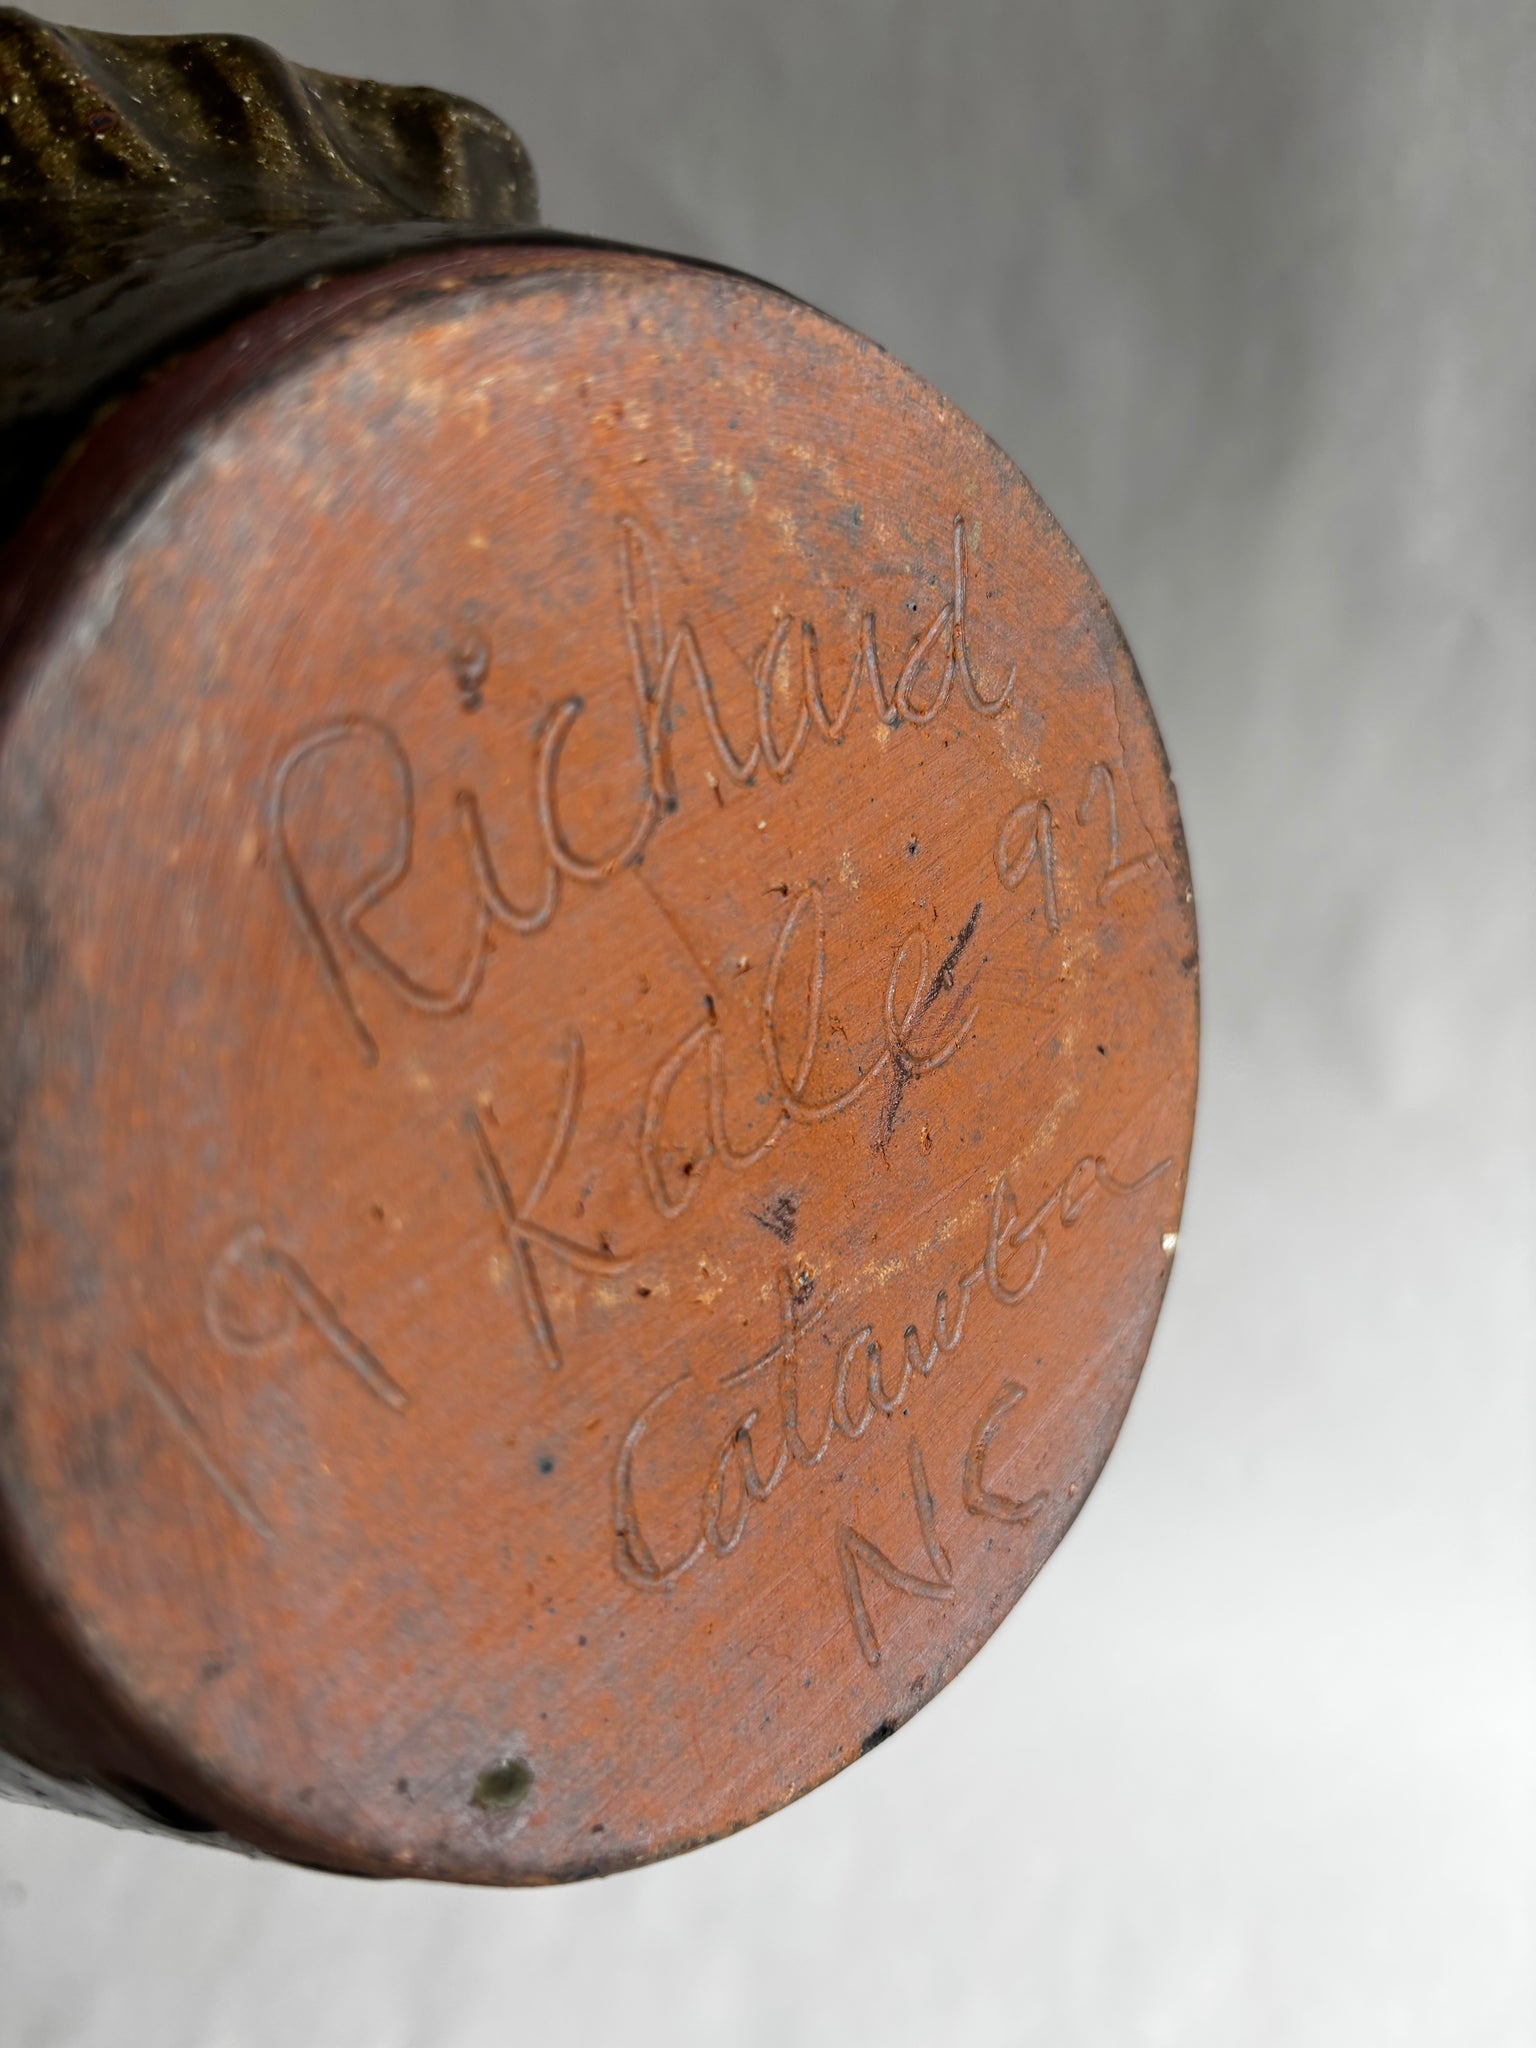 Richard
19 Kale 92
Catawba
NC